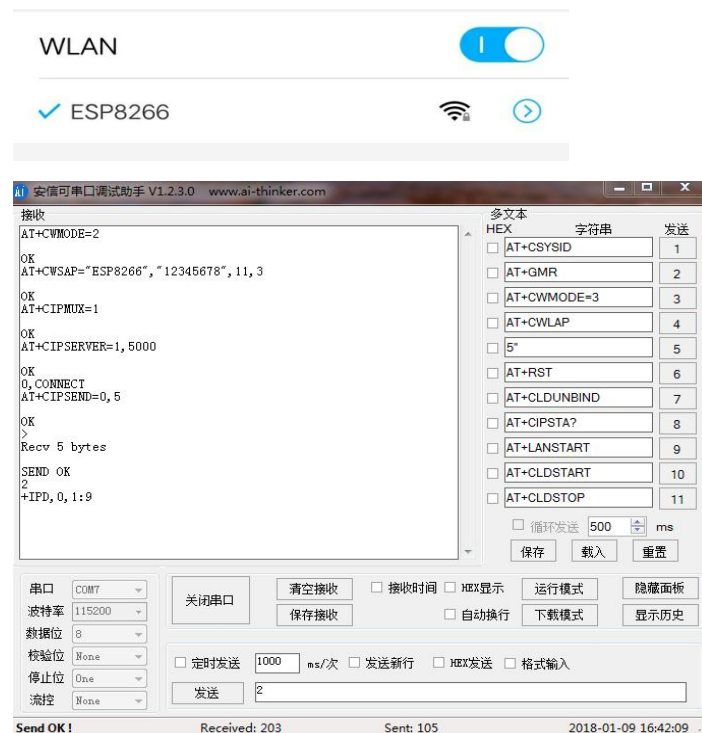 WLAN
ESP8266
安信可串口调试助手 V1.2.3.0 www.ai-thinker.com
接收
AT+CWMODE=2
OK
AT+CWSAP="ESP8266","12345678",11,3
OK
AT+CIPMUX=1
OK
AT+CIPSERVER=1,5000
OK
0,CONNECT
AT+CIPSEND=0,5
OK
>
Recv 5 bytes
SEND OK
2
+IPD,0,1:9
多文本
HEX 字符串 发送
AT+CSYSID 1
AT+GMR 2
AT+CWMODE=3 3
AT+CWLAP 4
5" 5
AT+RST 6
AT+CLDUNBIND 7
AT+CIPSTA? 8
AT+LANSTART 9
AT+CLDSTART 10
AT+CLDSTOP 11
循环发送 500 ms
保存 载入 重置
串口 COM7
波特率 115200
数据位 8
校验位 None
停止位 One
流控 None
关闭串口
清空接收 接收时间 HEX显示 运行模式 隐藏面板
保存接收 自动换行 下载模式 显示历史
定时发送 1000 ms/次 发送新行 HEX发送 格式输入
发送 2
Send OK! Received: 203 Sent: 105 2018-01-09 16:42:09